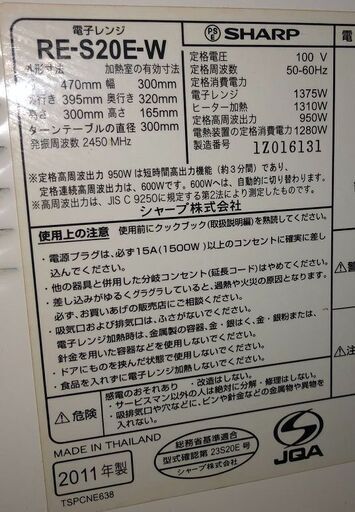 電子レンジ
RE-S20E-W
外形寸法 加熱室の有効寸法
470mm 幅 300mm
奥行き 395mm 奥行き 320mm
高さ 300mm 高さ 165mm
ターンテーブルの直径 300mm
発振周波数 2450 MHz
PS E SHARP
定格電圧 100 V
定格周波数 50-60Hz
定格消費電力
電子レンジ 1375W
ヒーター加熱 1310W
定格高周波出力 950W
電熱装置の定格消費電力 1280W
製造番号 1Z016131
※定格高周波出力 950W は短時間高出力機能（約3分間）であり、
定格連続高周波出力は、600Wです。600Wへは、自動的に切り替わります。
※高周波出力は、JIS C 9250に規定する第2法により測定したものです。
シャープ株式会社
使用上の注意 使用前にクックブック（取扱説明編）を熟読してください。
・電源プラグは、必ず15A(1500W)以上のコンセントに確実に差し
込んでください。
・他の器具と併用した分岐コンセント（延長コード）はやめてください。
・差し込みがゆるくグラグラしていると、過熱や火災の原因となります。
必ず、お買いあげの販売店にご相談ください。
・吸気口および排気口は、ふさがないでください。
電子レンジ加熱時は、金属製の容器、金・銀はく、金・銀粉または、
針金を用いた容器などを使用しないでください。
・ドアにものを挟んだ状態で使用しないでください。
・食品を入れずに電子レンジ加熱しないでください。
危険
感電のおそれあり ・改造はしない。
・サービスマン以外の人は絶対に分解・修理はしない。
・吸排気口や穴などに、ピンや針金などの金属物や異物を
入れない。
MADE IN THAILAND
2011年製
TSPCNE638
総務省基準適合
型式確認第 23S20E 号
シャープ株式会社
JQA
警
注